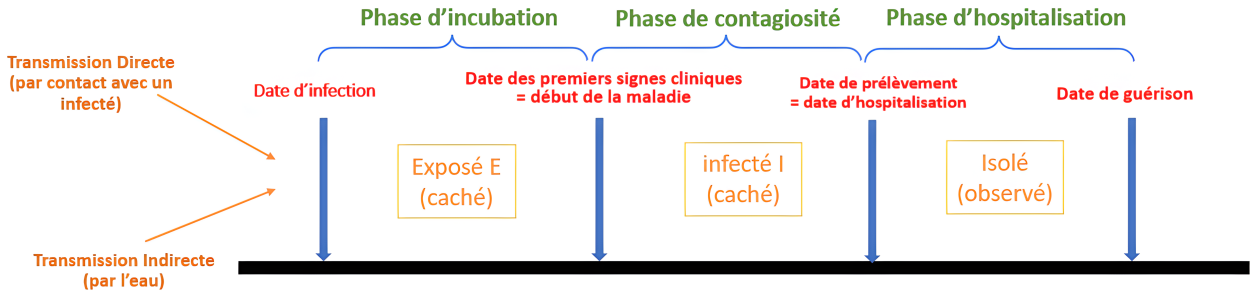 Phase d'incubation
Phase de contagiosité
Phase d'hospitalisation
Transmission Directe
(par contact avec un
infecté)
Date d'infection
Date des premiers signes cliniques
= début de la maladie
Date de prélèvement
= date d'hospitalisation
Date de guérison
Exposé E
(caché)
infecté I
(caché)
Isolé
(observé)
Transmission Indirecte
(par l'eau)